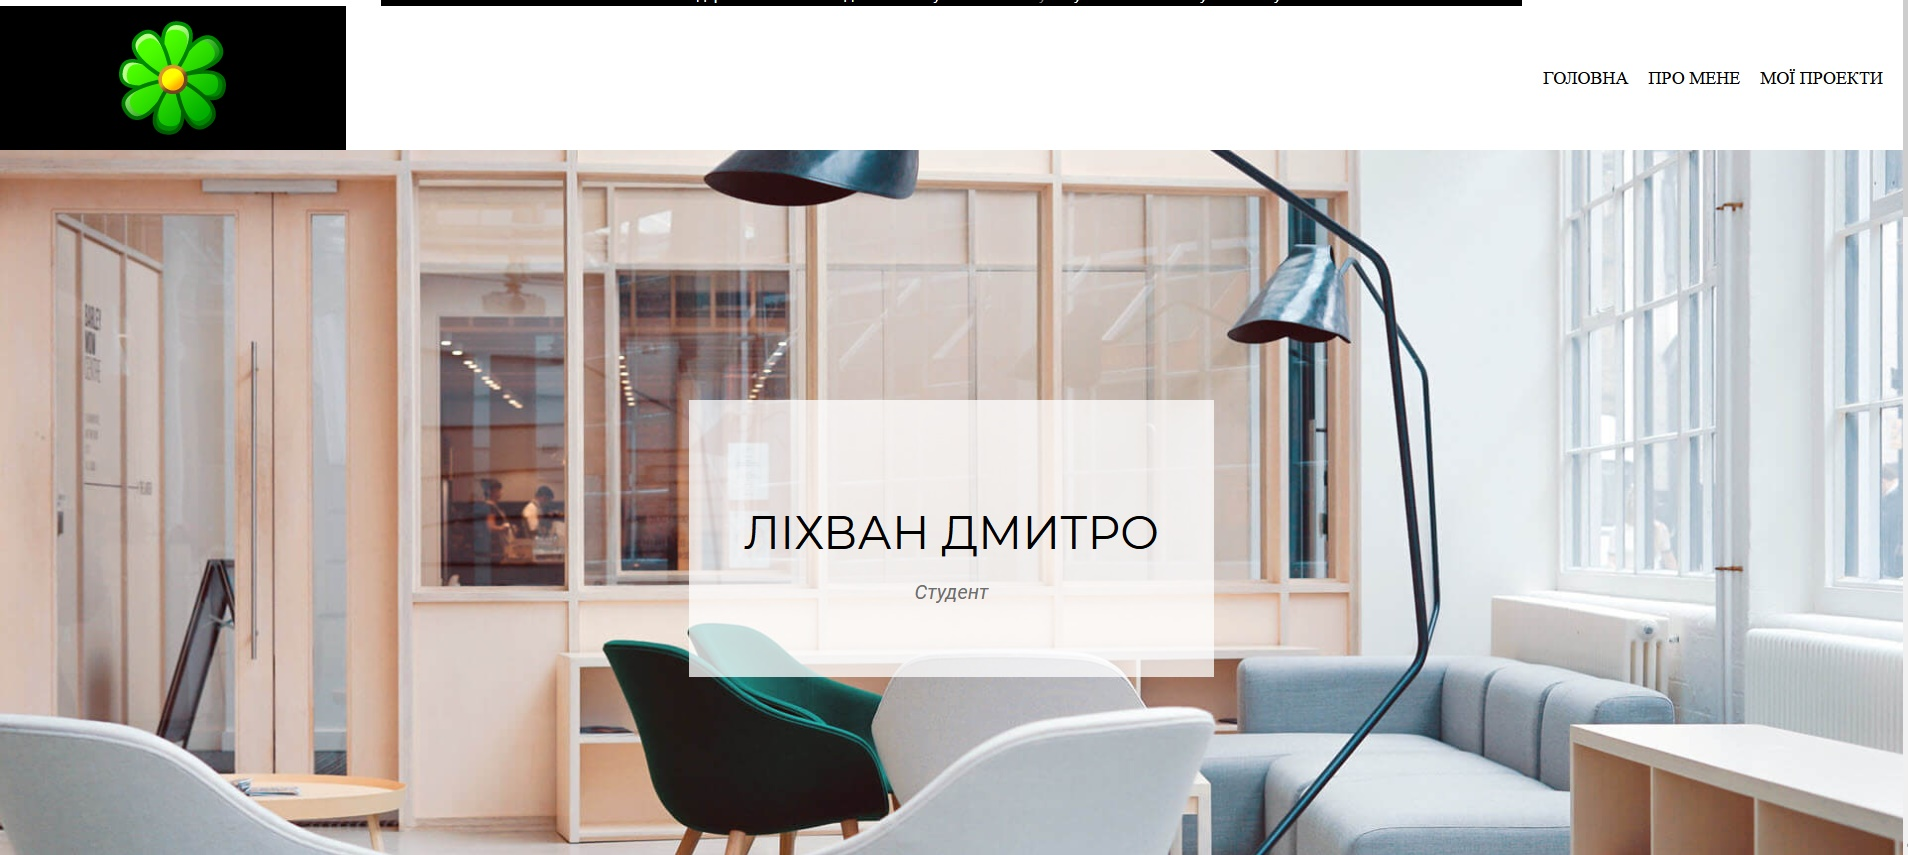 ГОЛОВНА ПРО МЕНЕ МОЇ ПРОЕКТИ
ЛІХВАН ДМИТРО
Студент